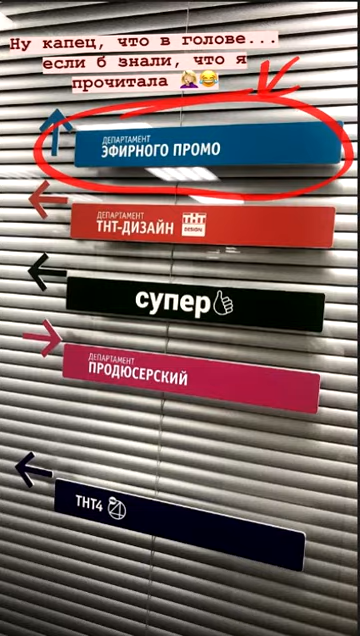 Ну капец, что в голове...
если б знали, что я
прочитала 🤦🏼‍♀️😂
ДЕПАРТАМЕНТ
ЭФИРНОГО ПРОМО
ДЕПАРТАМЕНТ
ТНТ-ДИЗАЙН ТНТ
DESIGN
супер
ДЕПАРТАМЕНТ
ПРОДЮСЕРСКИЙ
ТНТ4